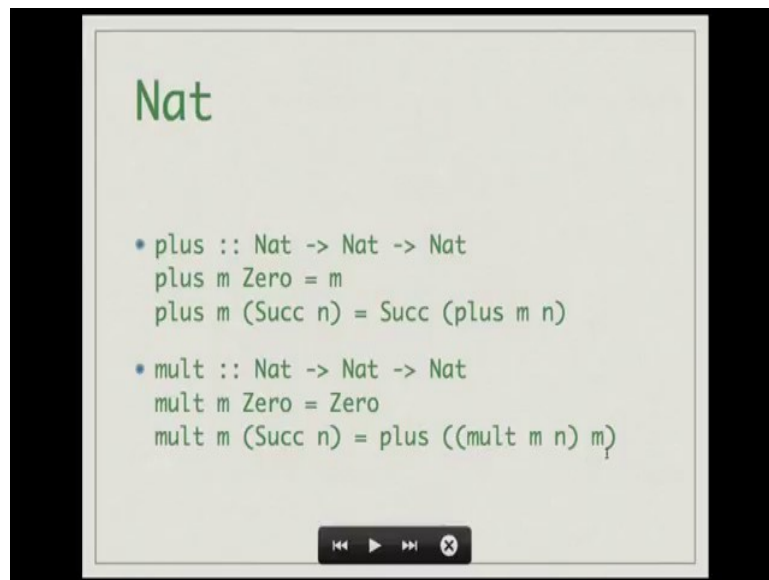 Nat
• plus :: Nat -> Nat -> Nat
plus m Zero = m
plus m (Succ n) = Succ (plus m n)
• mult :: Nat -> Nat -> Nat
mult m Zero = Zero
mult m (Succ n) = plus ((mult m n) m)